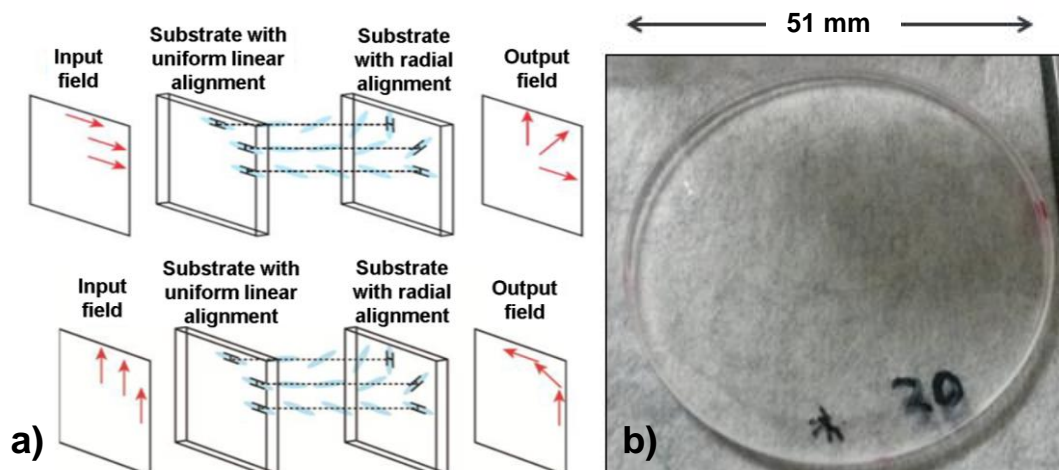 Input
field
Substrate with
uniform linear
alignment
Substrate
with radial
alignment
Output
field
Input
field
Substrate with
uniform linear
alignment
Substrate
with radial
alignment
Output
field
a)
51 mm
20
b)